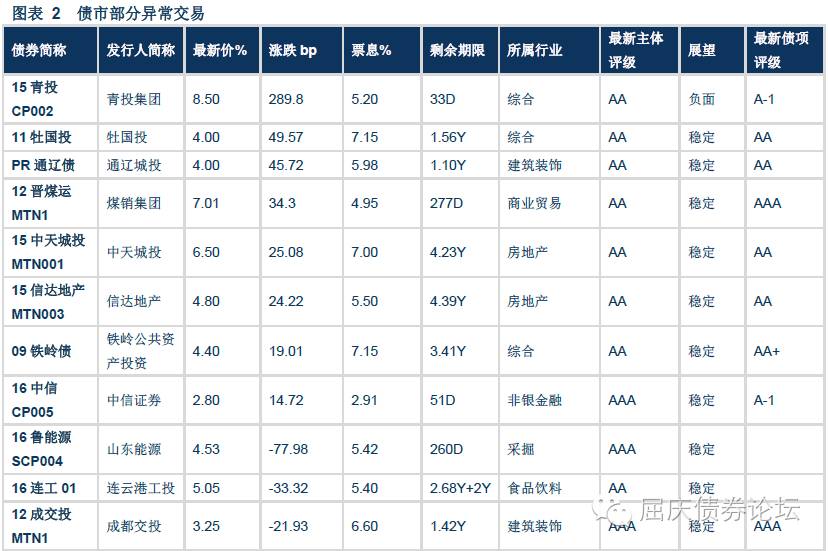 图表 2 债市部分异常交易
债券简称 发行人简称 最新价% 涨跌 bp 票息% 剩余期限 所属行业 最新主体评级 展望 最新债项评级
15 青投 CP002 青投集团 8.50 289.8 5.20 33D 综合 AA 负面 A-1
11 牡国投 牡国投 4.00 49.57 7.15 1.56Y 综合 AA 稳定 AA
PR 通辽债 通辽城投 4.00 45.72 5.98 1.10Y 建筑装饰 AA 稳定 AA
12 晋煤运 MTN1 煤销集团 7.01 34.3 4.95 277D 商业贸易 AA 稳定 AAA
15 中天城投 MTN001 中天城投 6.50 25.08 7.00 4.23Y 房地产 AA 稳定 AA
15 信达地产 MTN003 信达地产 4.80 24.22 5.50 4.39Y 房地产 AA 稳定 AA
09 铁岭债 铁岭公共资产投资 4.40 19.01 7.15 3.41Y 综合 AA 稳定 AA+
16 中信 CP005 中信证券 2.80 14.72 2.91 51D 非银金融 AAA 稳定 A-1
16 鲁能源 SCP004 山东能源 4.53 -77.98 5.42 260D 采掘 AAA 稳定
16 连工 01 连云港工投 5.05 -33.32 5.40 2.68Y+2Y 食品饮料 AA 稳定
12 成交投 MTN1 成都交投 3.25 -21.93 6.60 1.42Y 建筑装饰 AAA 稳定 AAA
屈庆债券论坛